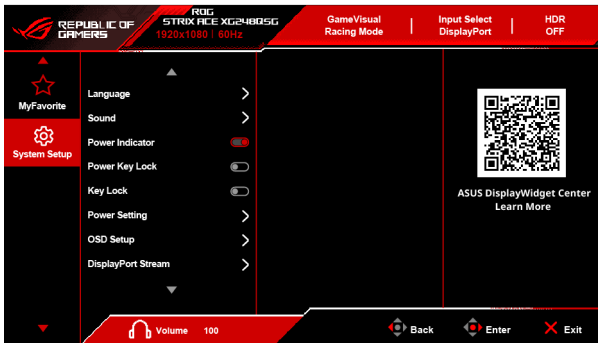 REPUBLIC OF
GAMERS
ROG
STRIX ACE XG248QSG
1920x1080 | 60Hz
GameVisual
Racing Mode
Input Select
DisplayPort
HDR
OFF
MyFavorite
System Setup
Language
Sound
Power Indicator
Power Key Lock
Key Lock
Power Setting
OSD Setup
DisplayPort Stream
ASUS DisplayWidget Center
Learn More
Volume 100
Back
Enter
Exit